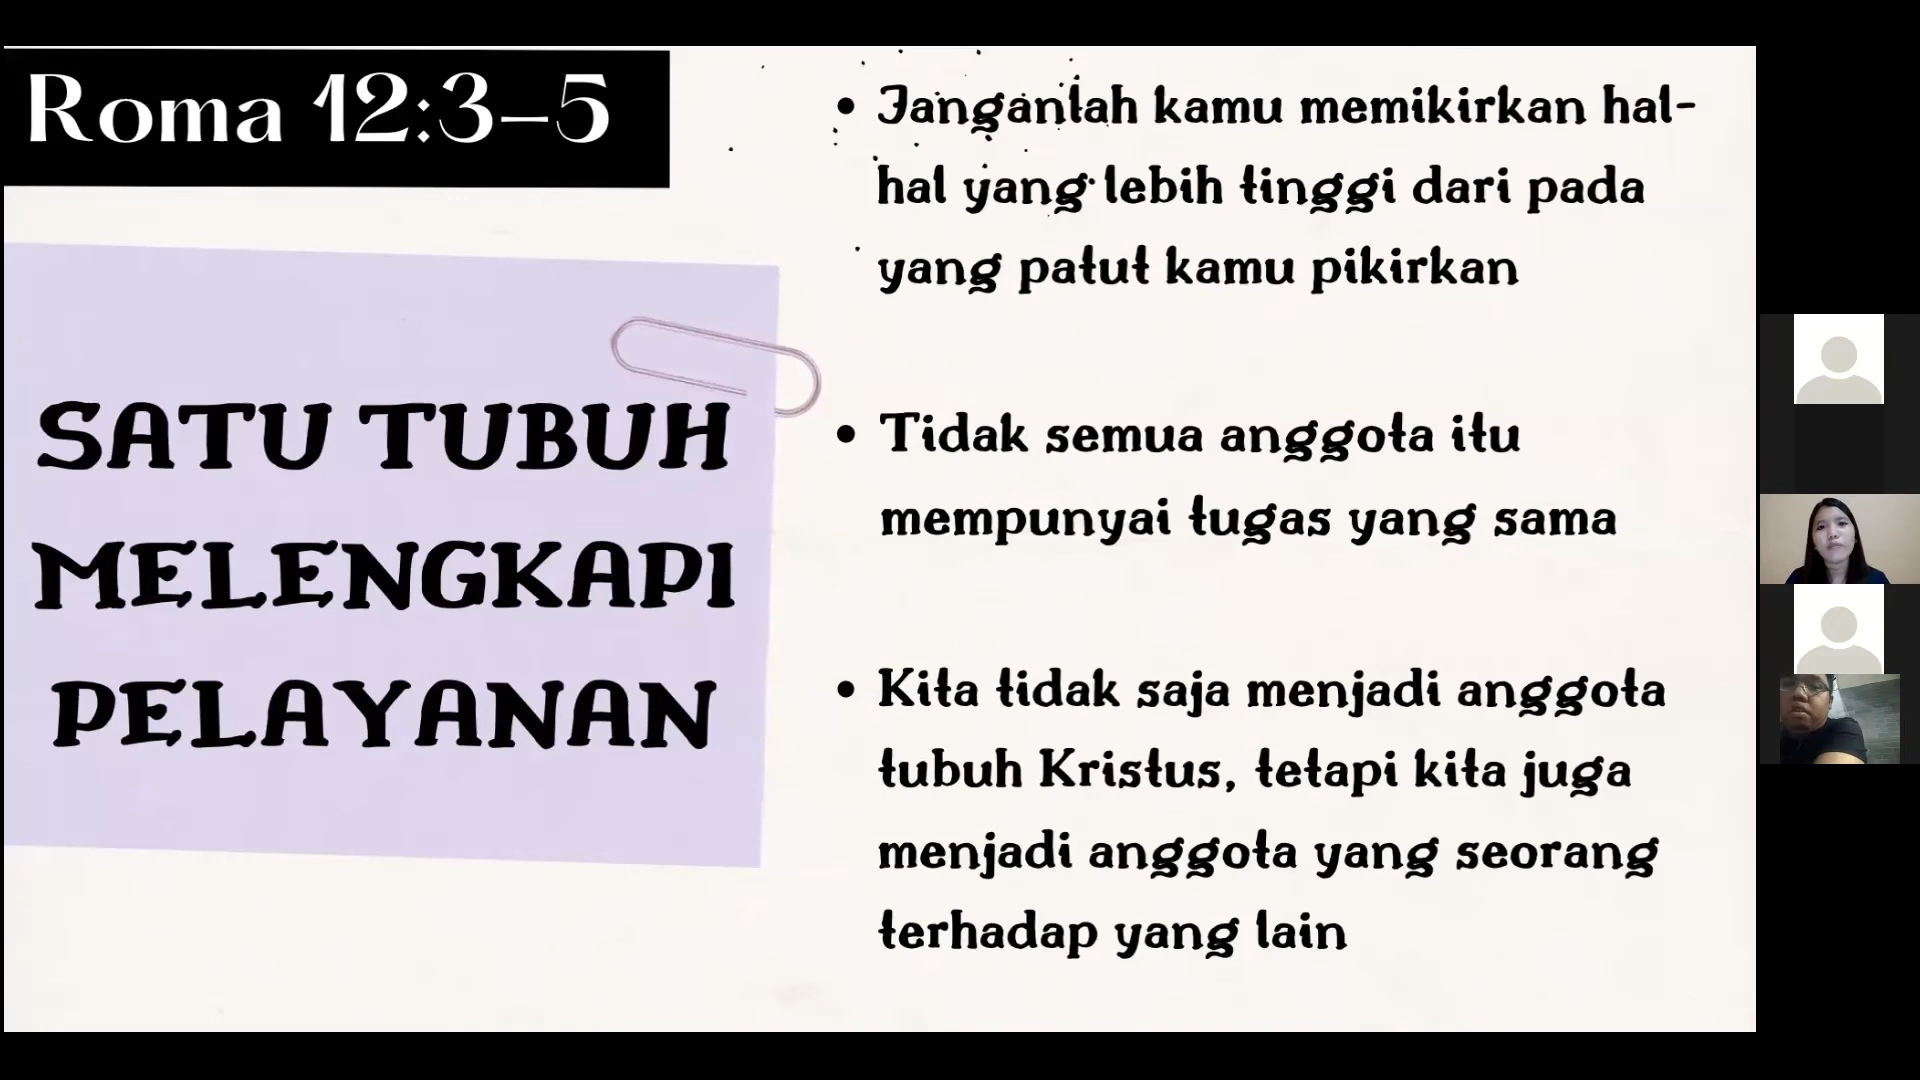 Roma 12:3–5
SATU TUBUH
MELENGKAPI
PELAYANAN
• Janganlah kamu memikirkan hal-
hal yang lebih tinggi dari pada
yang patut kamu pikirkan
• Tidak semua anggota itu
mempunyai tugas yang sama
• Kita tidak saja menjadi anggota
tubuh Kristus, tetapi kita juga
menjadi anggota yang seorang
terhadap yang lain